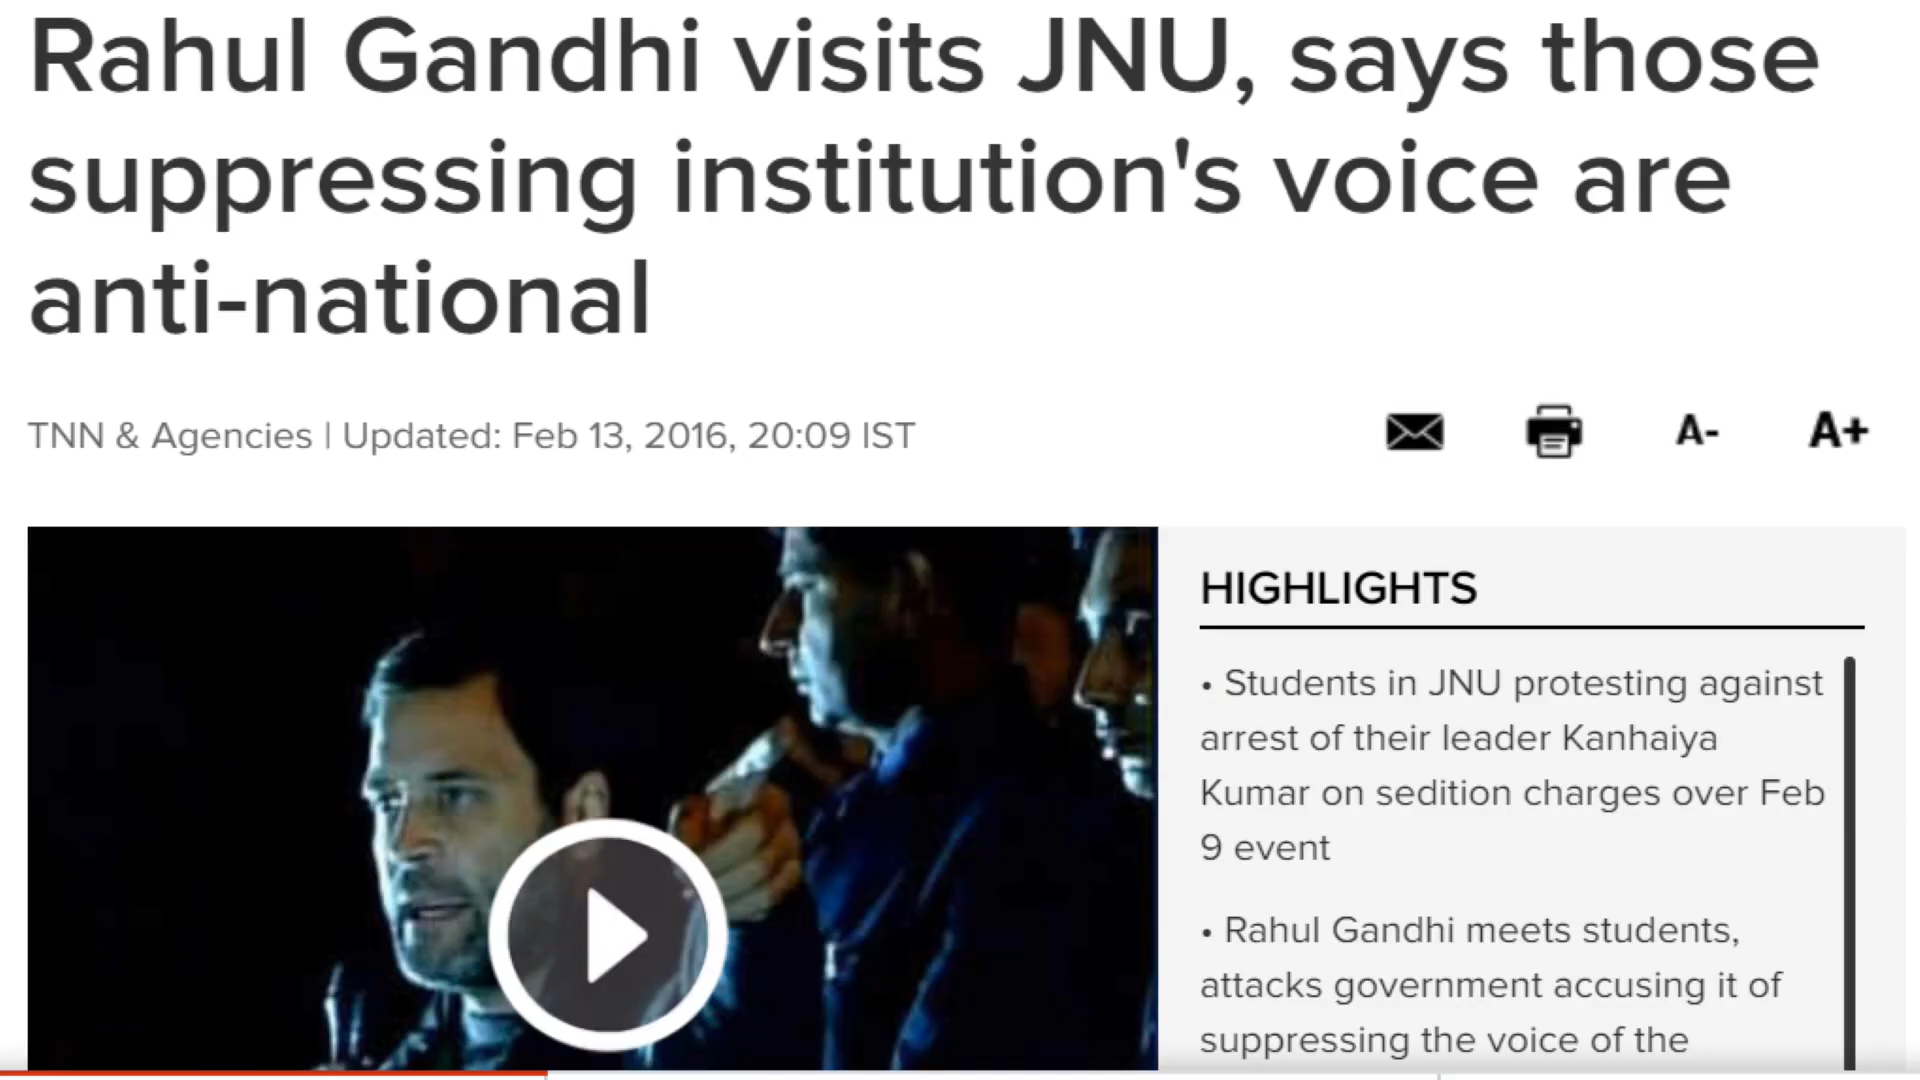 Rahul Gandhi visits JNU, says those
suppressing institution's voice are
anti-national
TNN & Agencies | Updated: Feb 13, 2016, 20:09 IST
A-
A+
HIGHLIGHTS
• Students in JNU protesting against
arrest of their leader Kanhaiya
Kumar on sedition charges over Feb
9 event
• Rahul Gandhi meets students,
attacks government accusing it of
suppressing the voice of the